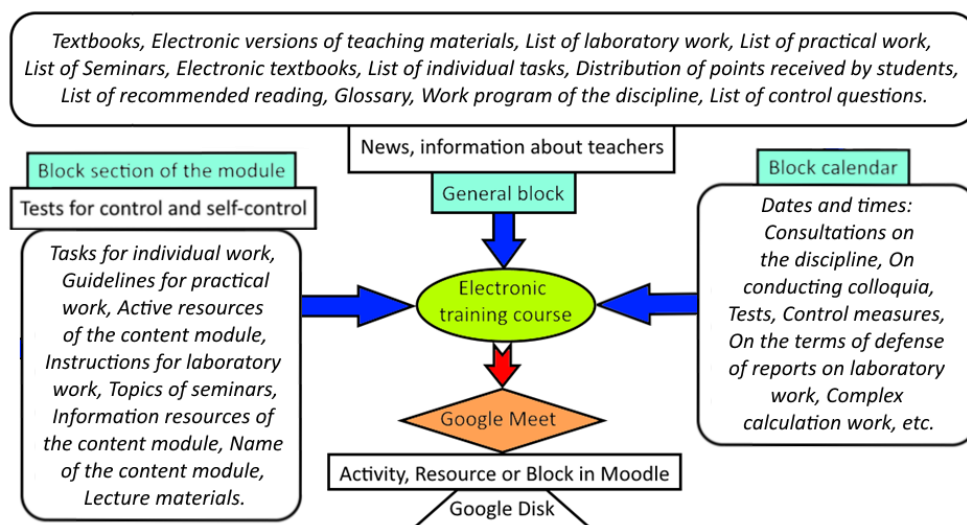 Textbooks, Electronic versions of teaching materials, List of laboratory work, List of practical work,
List of Seminars, Electronic textbooks, List of individual tasks, Distribution of points received by students,
List of recommended reading, Glossary, Work program of the discipline, List of control questions.
News, information about teachers
General block
Block section of the module
Tests for control and self-control
Tasks for individual work,
Guidelines for practical
work, Active resources
of the content module,
Instructions for laboratory
work, Topics of seminars,
Information resources of
the content module, Name
of the content module,
Lecture materials.
Electronic
training course
Block calendar
Dates and times:
Consultations on
the discipline, On
conducting colloquia,
Tests, Control measures,
On the terms of defense
of reports on laboratory
work, Complex
calculation work, etc.
Google Meet
Activity, Resource or Block in Moodle
Google Disk